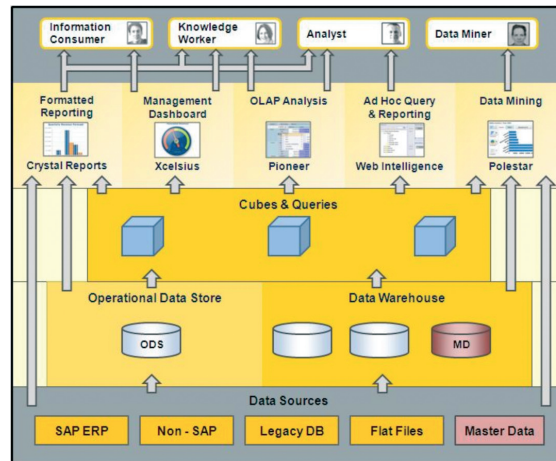 Information
Consumer
Knowledge
Worker
Analyst
Data Miner
Formatted
Reporting
Management
Dashboard
OLAP Analysis
Ad Hoc Query
& Reporting
Data Mining
Crystal Reports
Xcelsius
Pioneer
Web Intelligence
Polestar
Cubes & Queries
Operational Data Store
Data Warehouse
ODS
MD
Data Sources
SAP ERP
Non - SAP
Legacy DB
Flat Files
Master Data